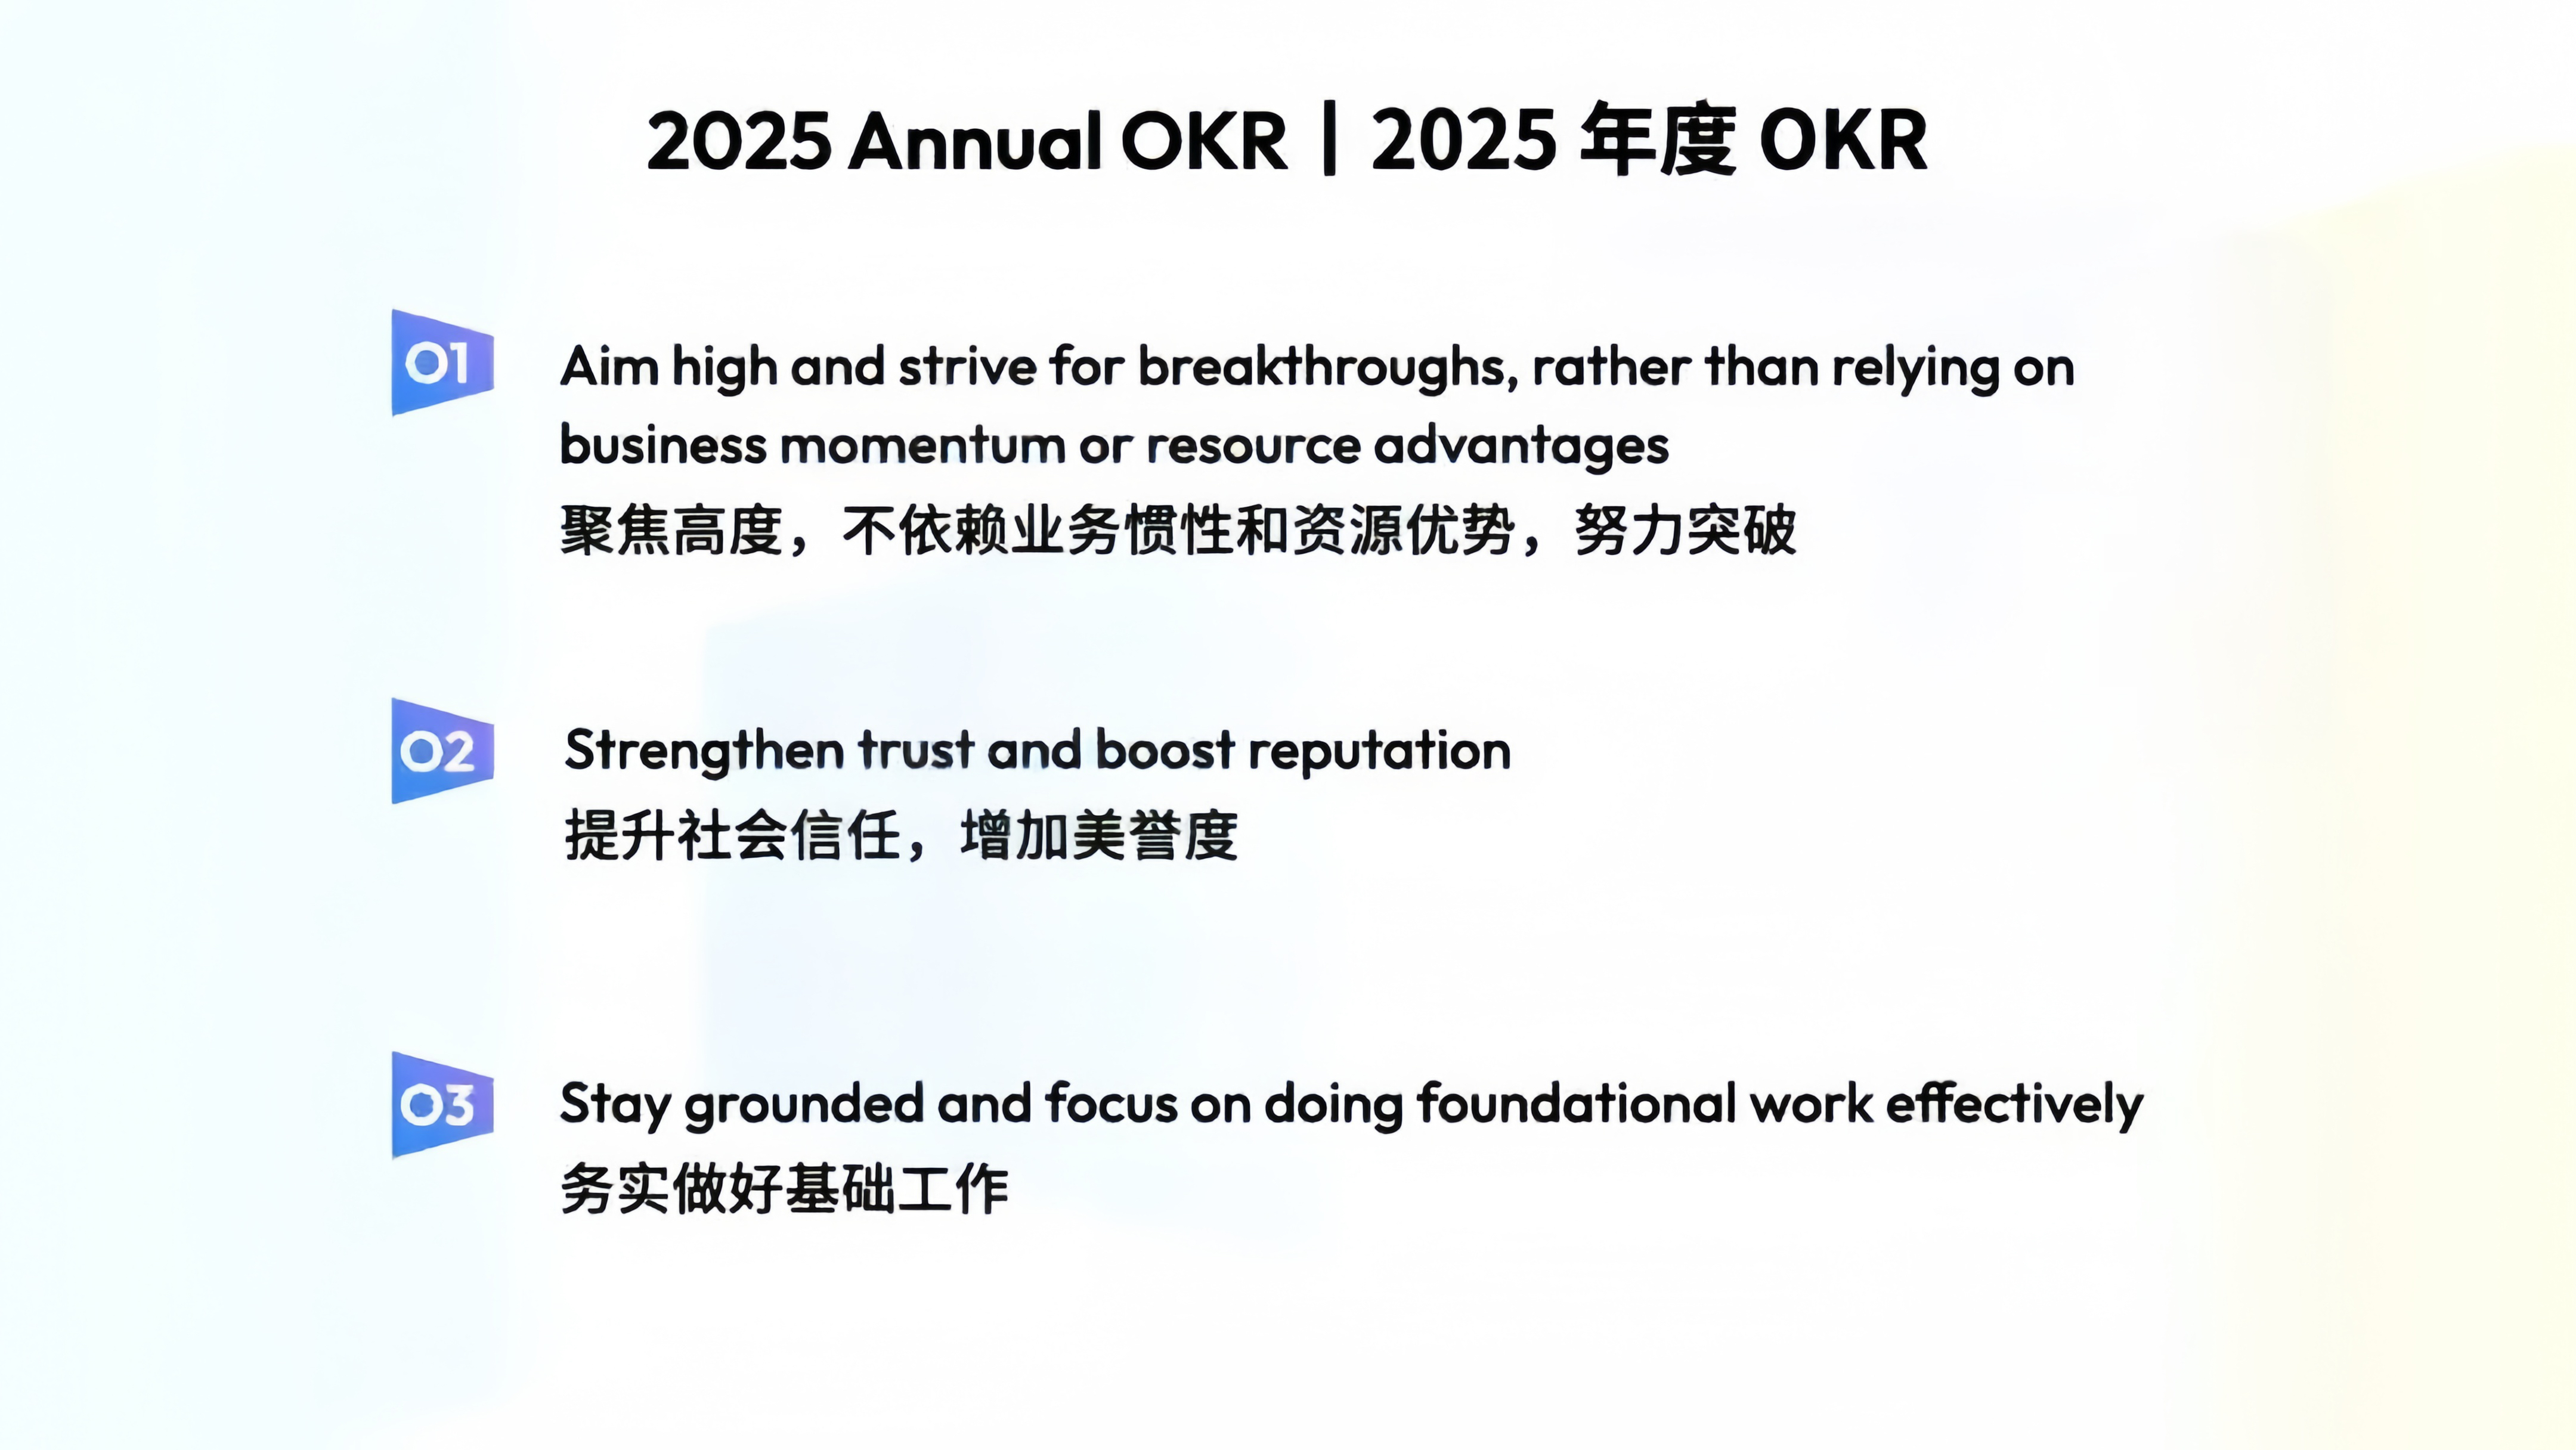 2025 Annual OKR | 2025 年度 OKR
01
Aim high and strive for breakthroughs, rather than relying on
business momentum or resource advantages
聚焦高度，不依赖业务惯性和资源优势，努力突破
02
Strengthen trust and boost reputation
提升社会信任，增加美誉度
03
Stay grounded and focus on doing foundational work effectively
务实做好基础工作